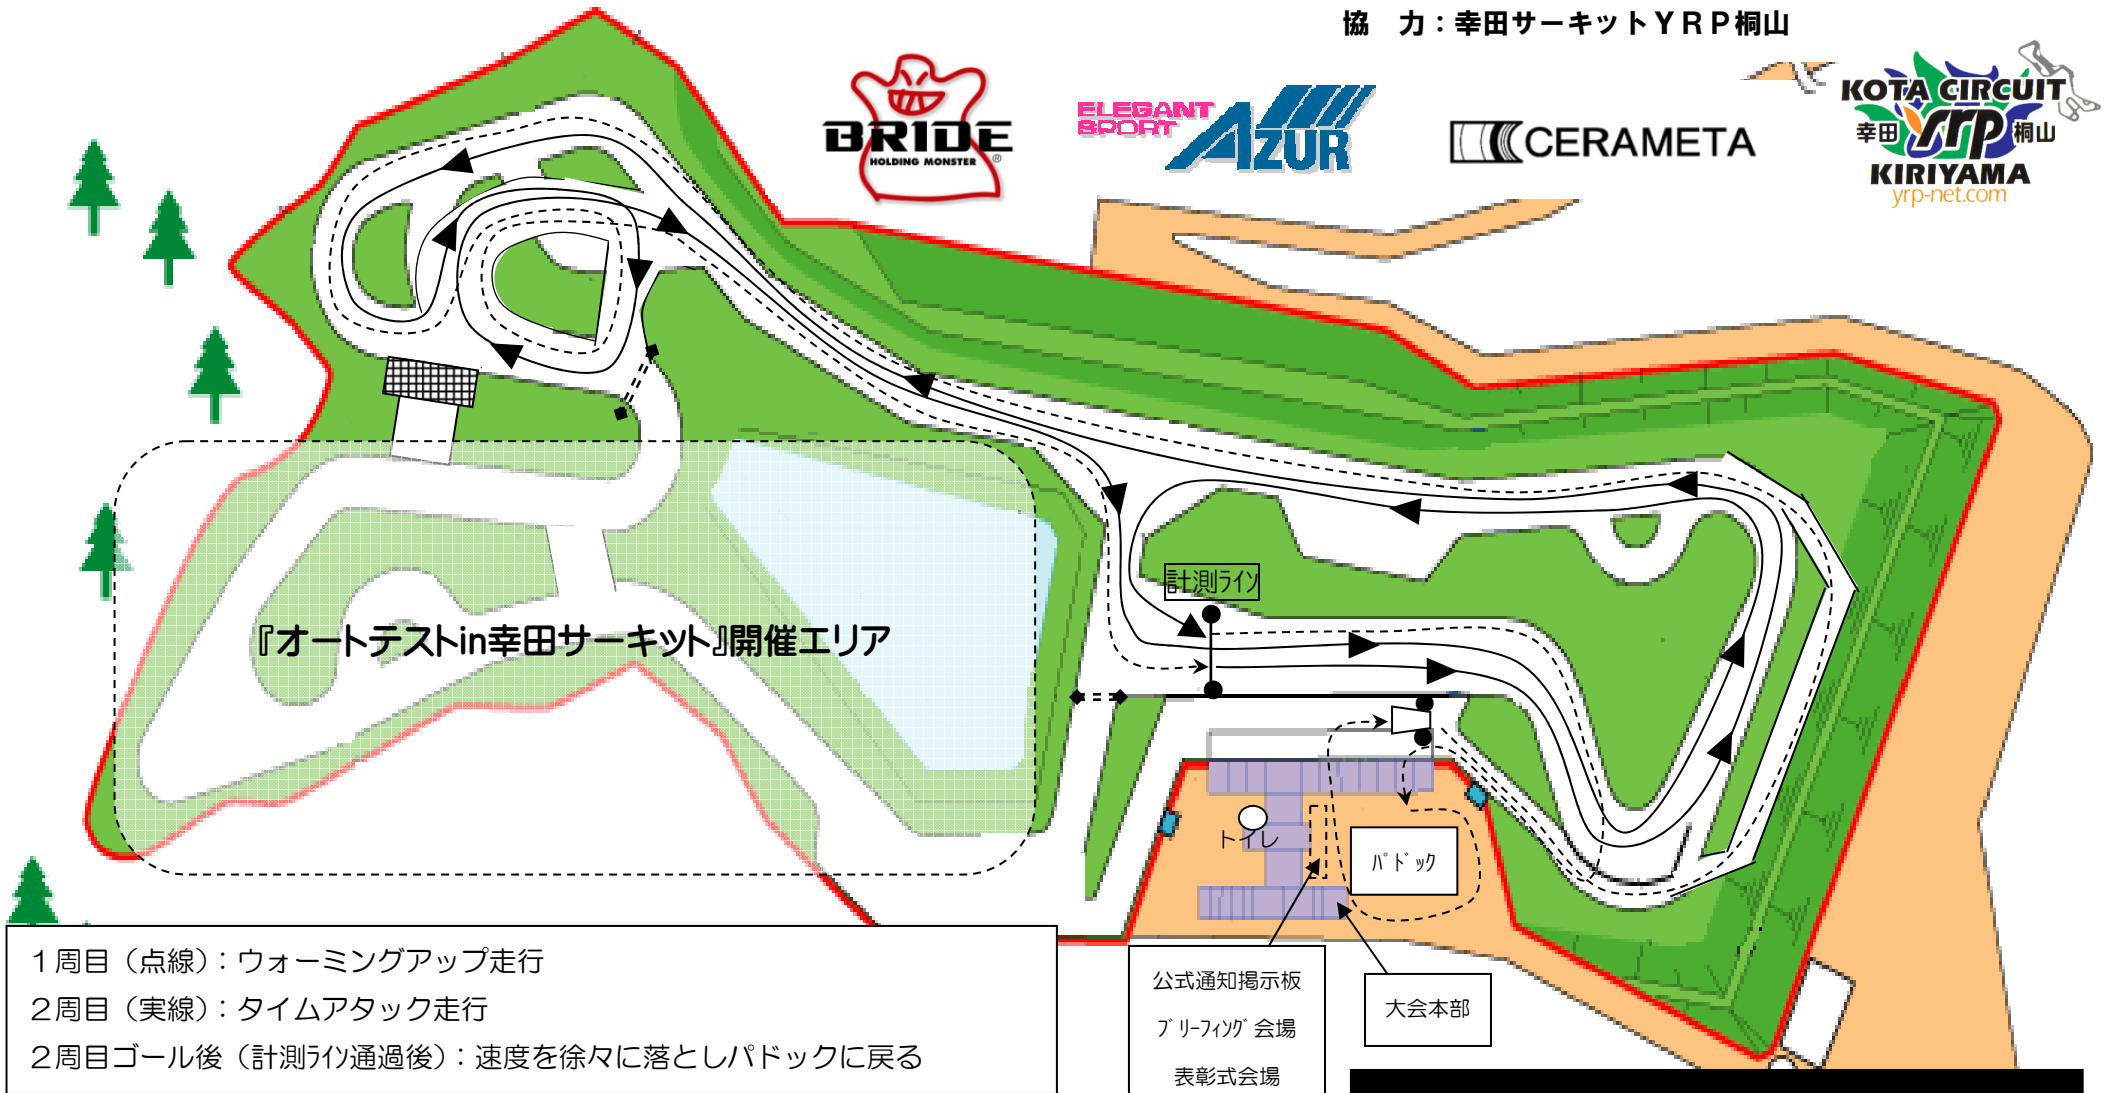 協　力：幸田サーキットＹＲＰ桐山
BRIDE
HOLDING MONSTER
®
ELEGANT
SPORT
AZUR
CERAMETA
KOTA CIRCUIT
幸田 yrp 桐山
KIRIYAMA
yrp-net.com
計測ﾗｲﾝ
『オートテストin幸田サーキット』開催エリア
トイレ
ﾊﾟﾄﾞｯｸ
１周目（点線）：ウォーミングアップ走行
２周目（実線）：タイムアタック走行
２周目ゴール後（計測ﾗｲﾝ通過後）：速度を徐々に落としパドックに戻る
公式通知掲示板
ﾌﾞﾘｰﾌｨﾝｸﾞ会場
表彰式会場
大会本部